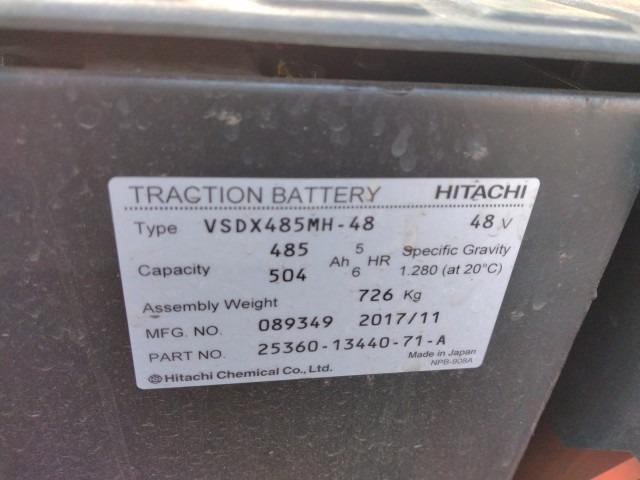 TRACTION BATTERY HITACHI
Type VSDX485MH-48 48 V
Capacity 485 504 Ah 5 6 HR Specific Gravity 1.280 (at 20°C)
Assembly Weight 726 Kg
MFG. NO. 089349 2017/11
PART NO. 25360-13440-71-A Made in Japan
NPB-908A
Hitachi Chemical Co., Ltd.